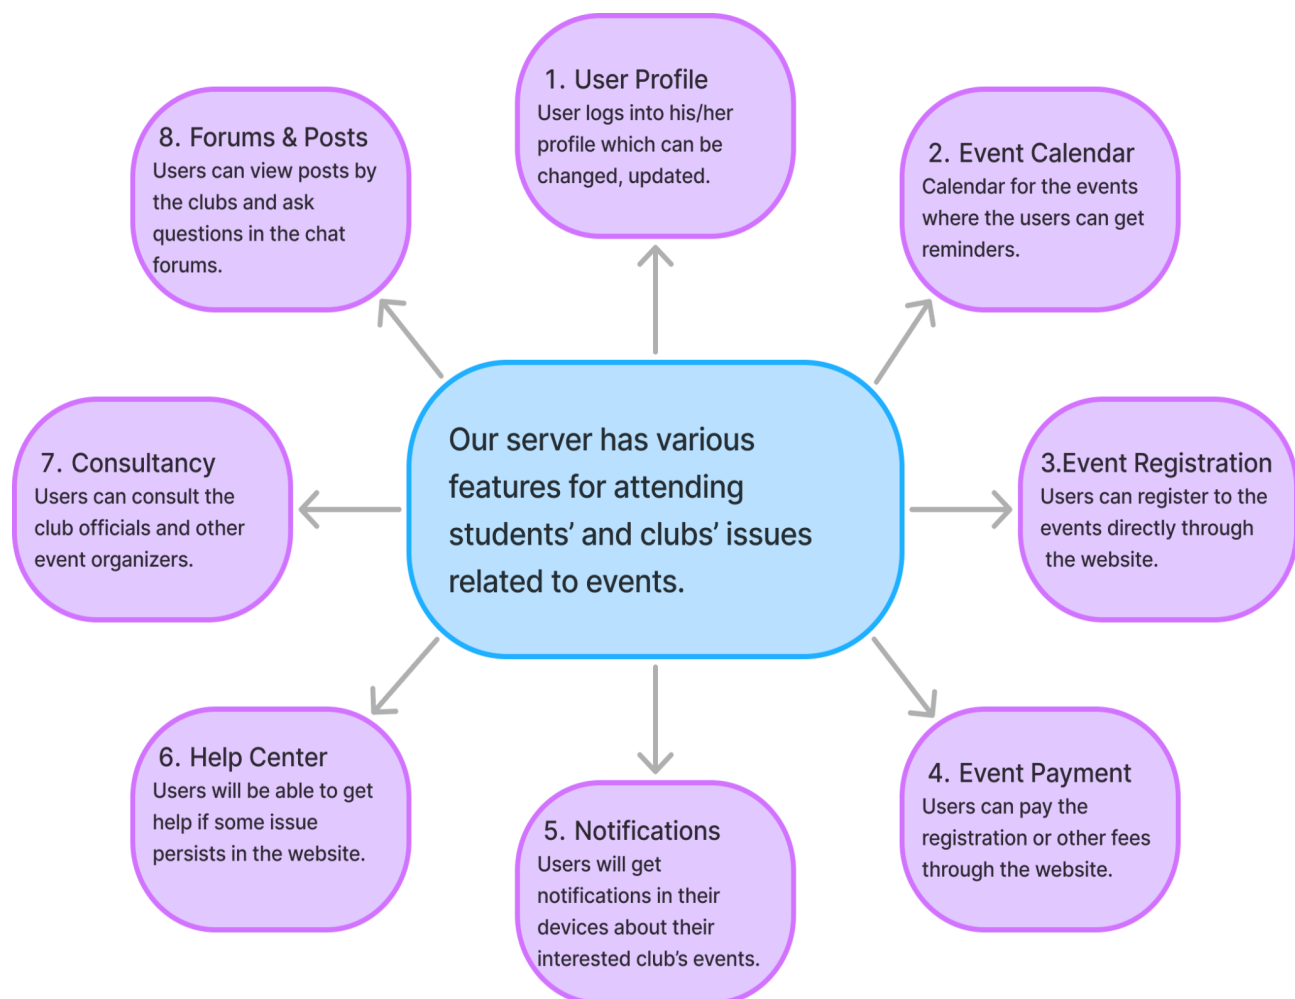 1. User Profile
User logs into his/her
profile which can be
changed, updated.
2. Event Calendar
Calendar for the events
where the users can get
reminders.
3.Event Registration
Users can register to the
events directly through
the website.
4. Event Payment
Users can pay the
registration or other fees
through the website.
5. Notifications
Users will get
notifications in their
devices about their
interested club's events.
6. Help Center
Users will be able to get
help if some issue
persists in the website.
7. Consultancy
Users can consult the
club officials and other
event organizers.
8. Forums & Posts
Users can view posts by
the clubs and ask
questions in the chat
forums.
Our server has various
features for attending
students' and clubs' issues
related to events.